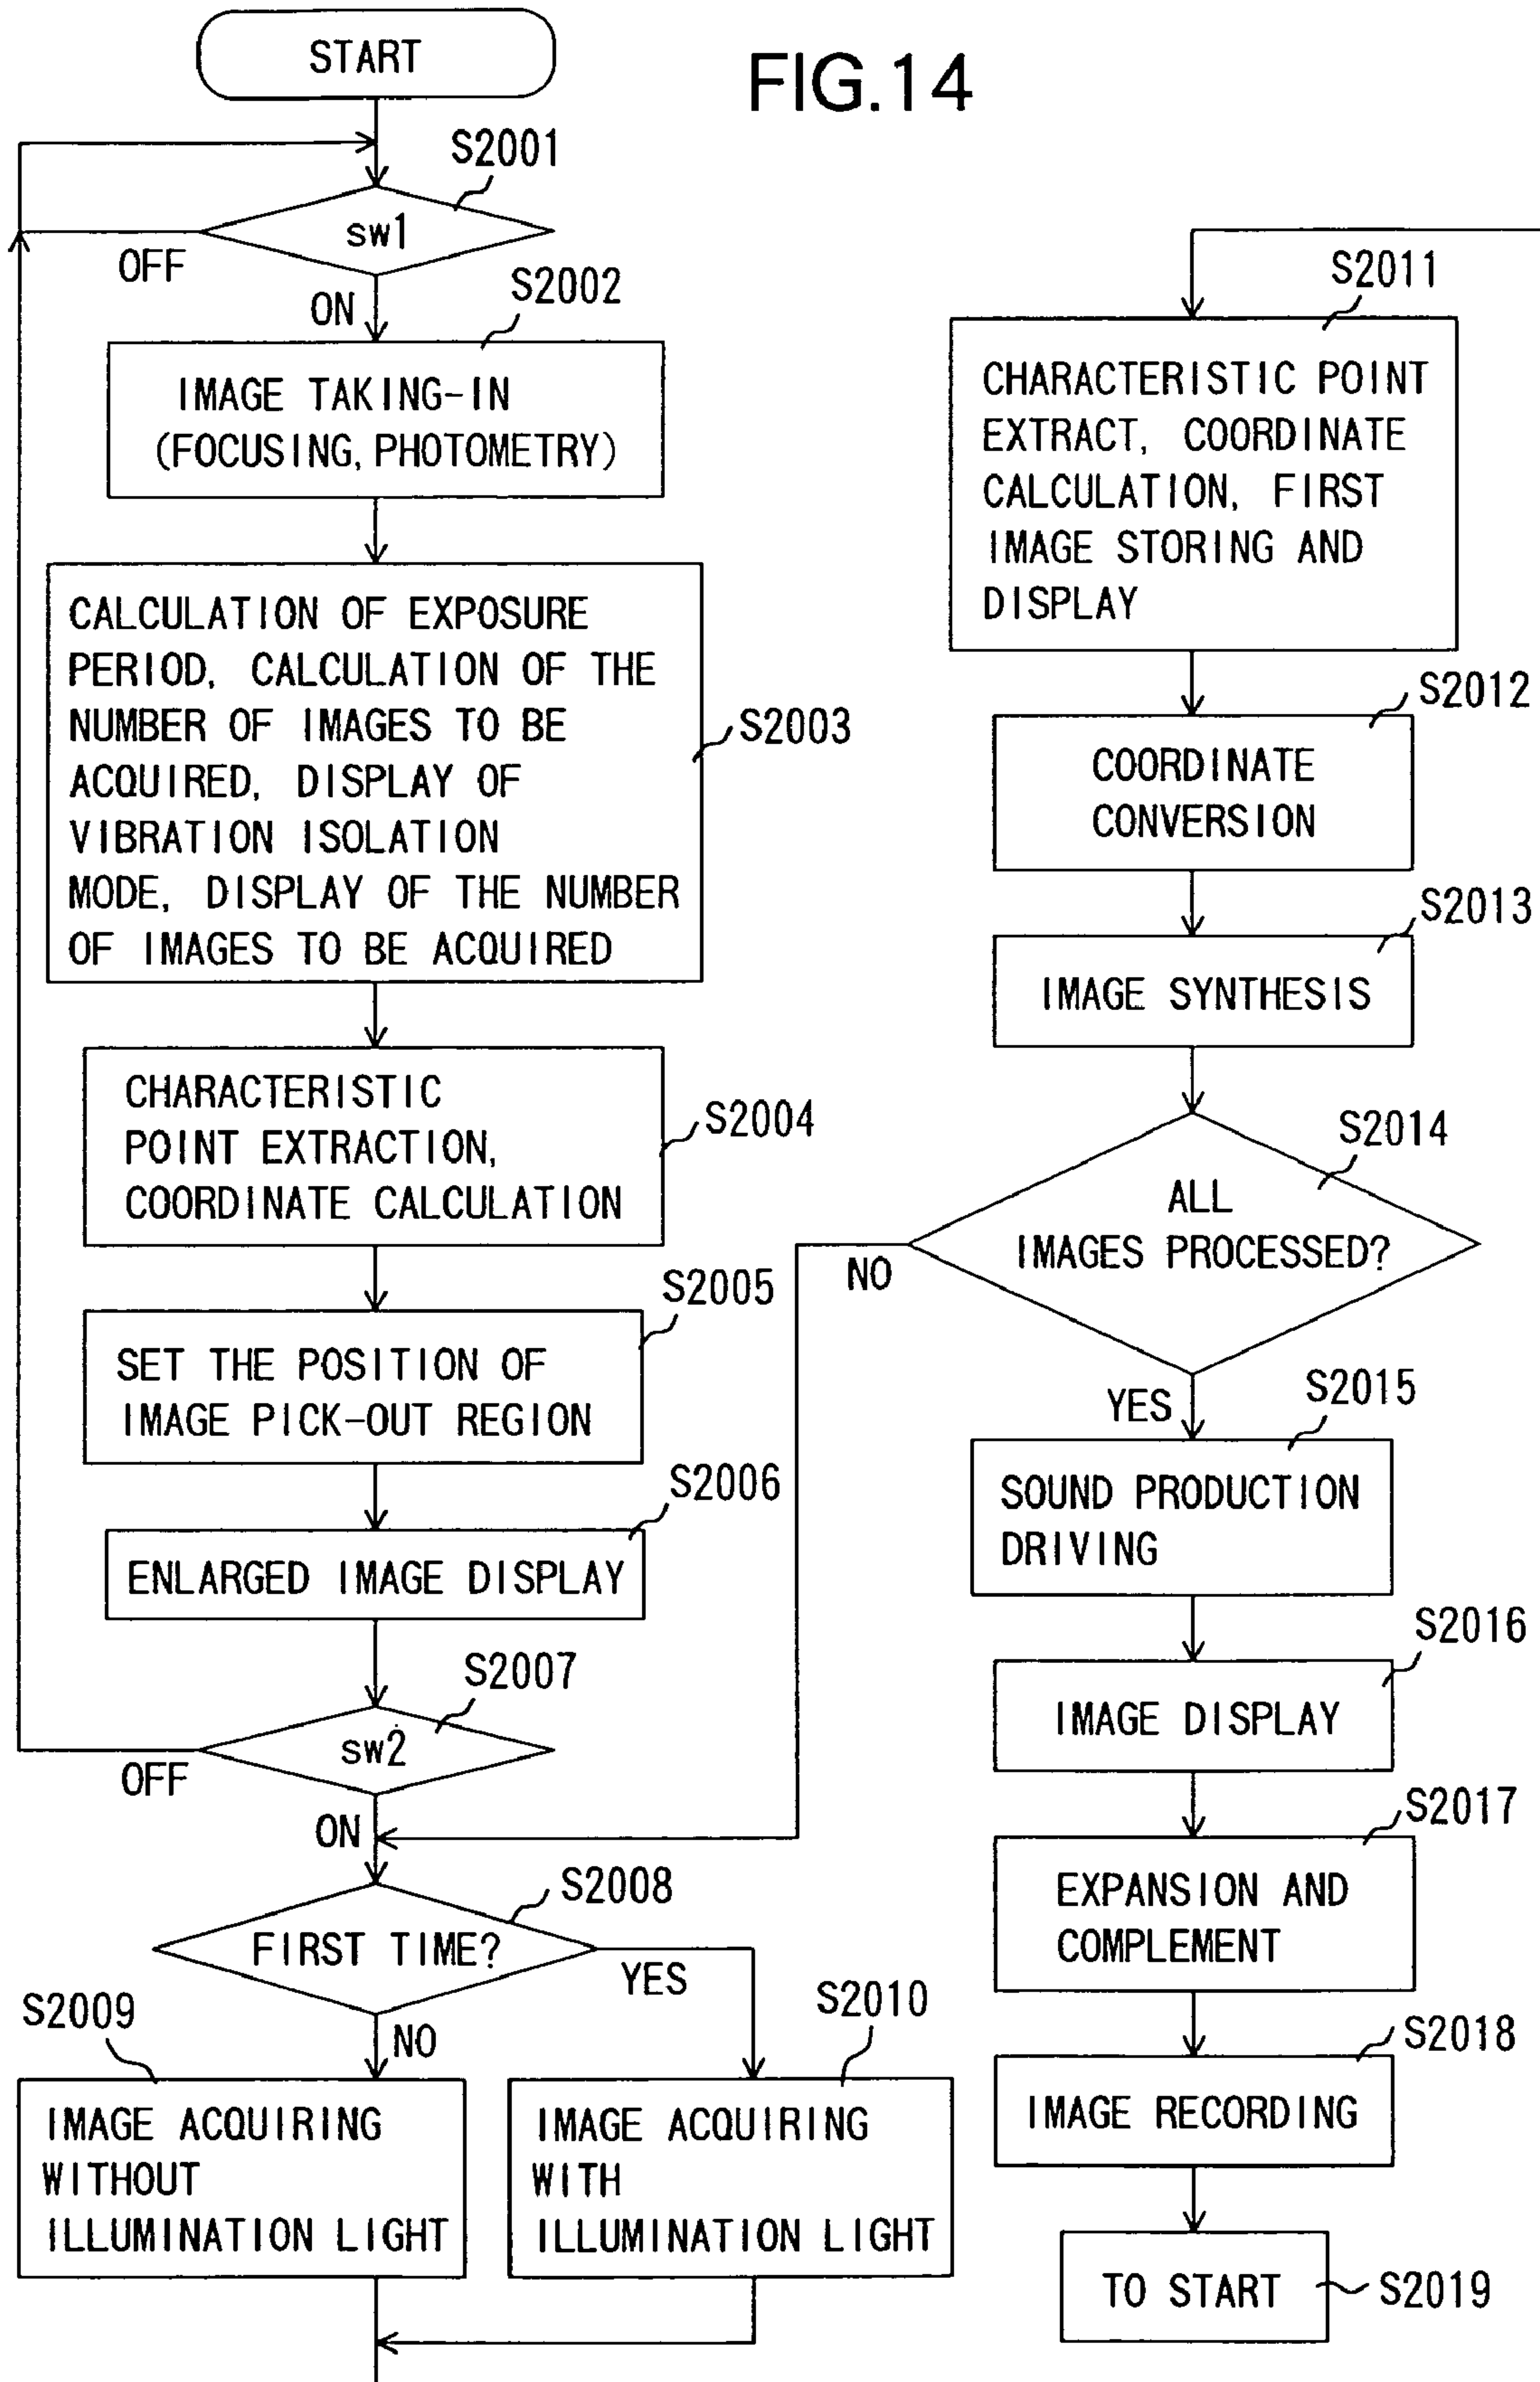 FIG.14
START
S2001
sw1
OFF
ON
S2002
IMAGE TAKING-IN
(FOCUSING, PHOTOMETRY)
CALCULATION OF EXPOSURE
PERIOD, CALCULATION OF THE
NUMBER OF IMAGES TO BE
ACQUIRED, DISPLAY OF
VIBRATION ISOLATION
MODE, DISPLAY OF THE NUMBER
OF IMAGES TO BE ACQUIRED
S2003
CHARACTERISTIC
POINT EXTRACTION,
COORDINATE CALCULATION
S2004
S2005
SET THE POSITION OF
IMAGE PICK-OUT REGION
S2006
ENLARGED IMAGE DISPLAY
S2007
sw2
OFF
ON
S2008
FIRST TIME?
YES
NO
S2009
IMAGE ACQUIRING
WITHOUT
ILLUMINATION LIGHT
S2010
IMAGE ACQUIRING
WITH
ILLUMINATION LIGHT
S2011
CHARACTERISTIC POINT
EXTRACT, COORDINATE
CALCULATION, FIRST
IMAGE STORING AND
DISPLAY
S2012
COORDINATE
CONVERSION
S2013
IMAGE SYNTHESIS
S2014
ALL
IMAGES PROCESSED?
NO
YES
S2015
SOUND PRODUCTION
DRIVING
S2016
IMAGE DISPLAY
S2017
EXPANSION AND
COMPLEMENT
S2018
IMAGE RECORDING
TO START
S2019